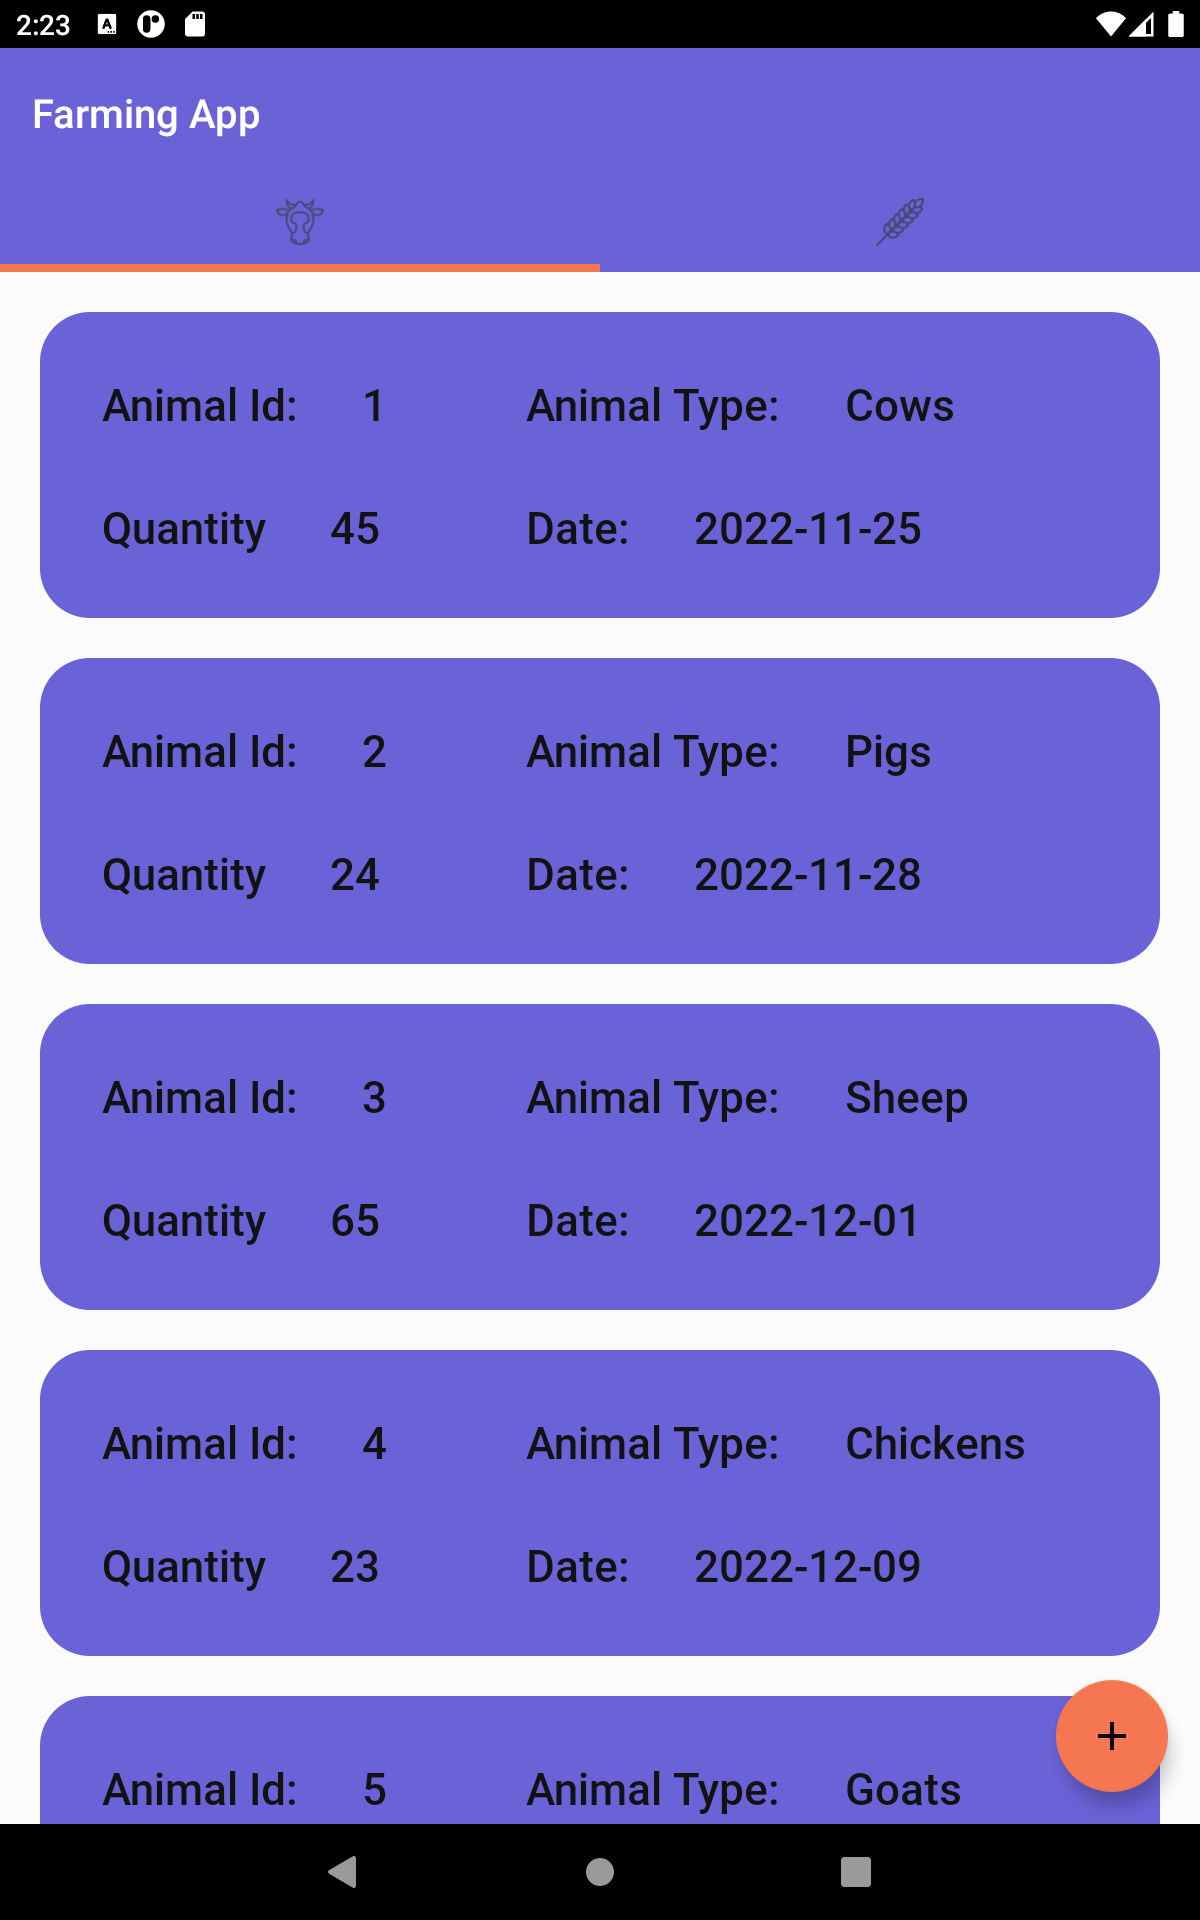 2:23
Farming App
Animal Id: 1 Animal Type: Cows
Quantity 45 Date: 2022-11-25
Animal Id: 2 Animal Type: Pigs
Quantity 24 Date: 2022-11-28
Animal Id: 3 Animal Type: Sheep
Quantity 65 Date: 2022-12-01
Animal Id: 4 Animal Type: Chickens
Quantity 23 Date: 2022-12-09
Animal Id: 5 Animal Type: Goats